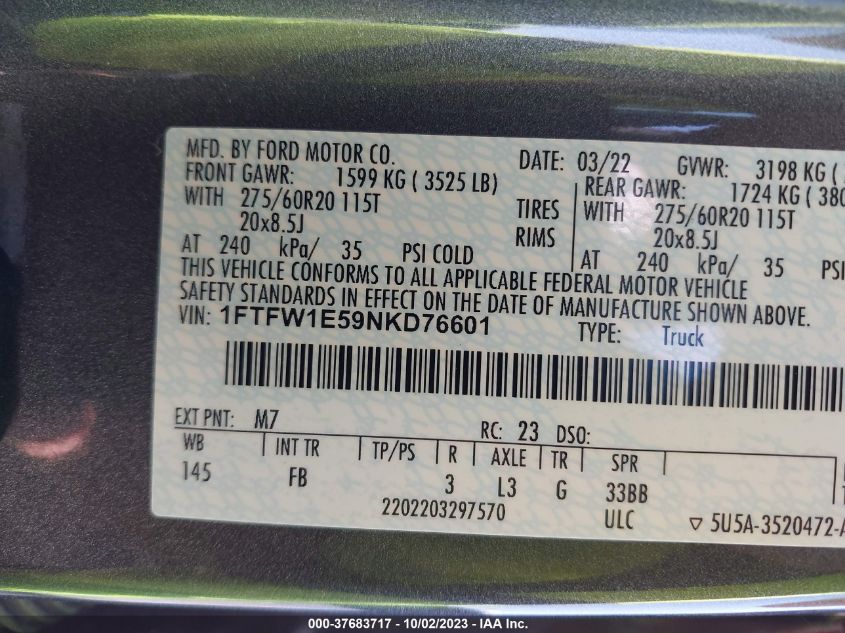 MFD. BY FORD MOTOR CO. DATE: 03/22 GVWR: 3198 KG (
FRONT GAWR: 1599 KG ( 3525 LB) REAR GAWR: 1724 KG ( 380
WITH 275/60R20 115T TIRES WITH 275/60R20 115T
20x8.5J RIMS 20x8.5J
AT 240 kPa/ 35 PSI COLD AT 240 kPa/ 35 PSI
THIS VEHICLE CONFORMS TO ALL APPLICABLE FEDERAL MOTOR VEHICLE
SAFETY STANDARDS IN EFFECT ON THE DATE OF MANUFACTURE SHOWN ABOVE.
VIN: 1FTFW1E59NKD76601 TYPE: Truck
EXT PNT: M7 RC: 23 DSO:
WB INT TR TP/PS R AXLE TR SPR
145 FB 3 L3 G 33BB
2202203297570 ULC ▽ 5U5A-3520472-A
000-37683717 - 10/02/2023 - IAA Inc.